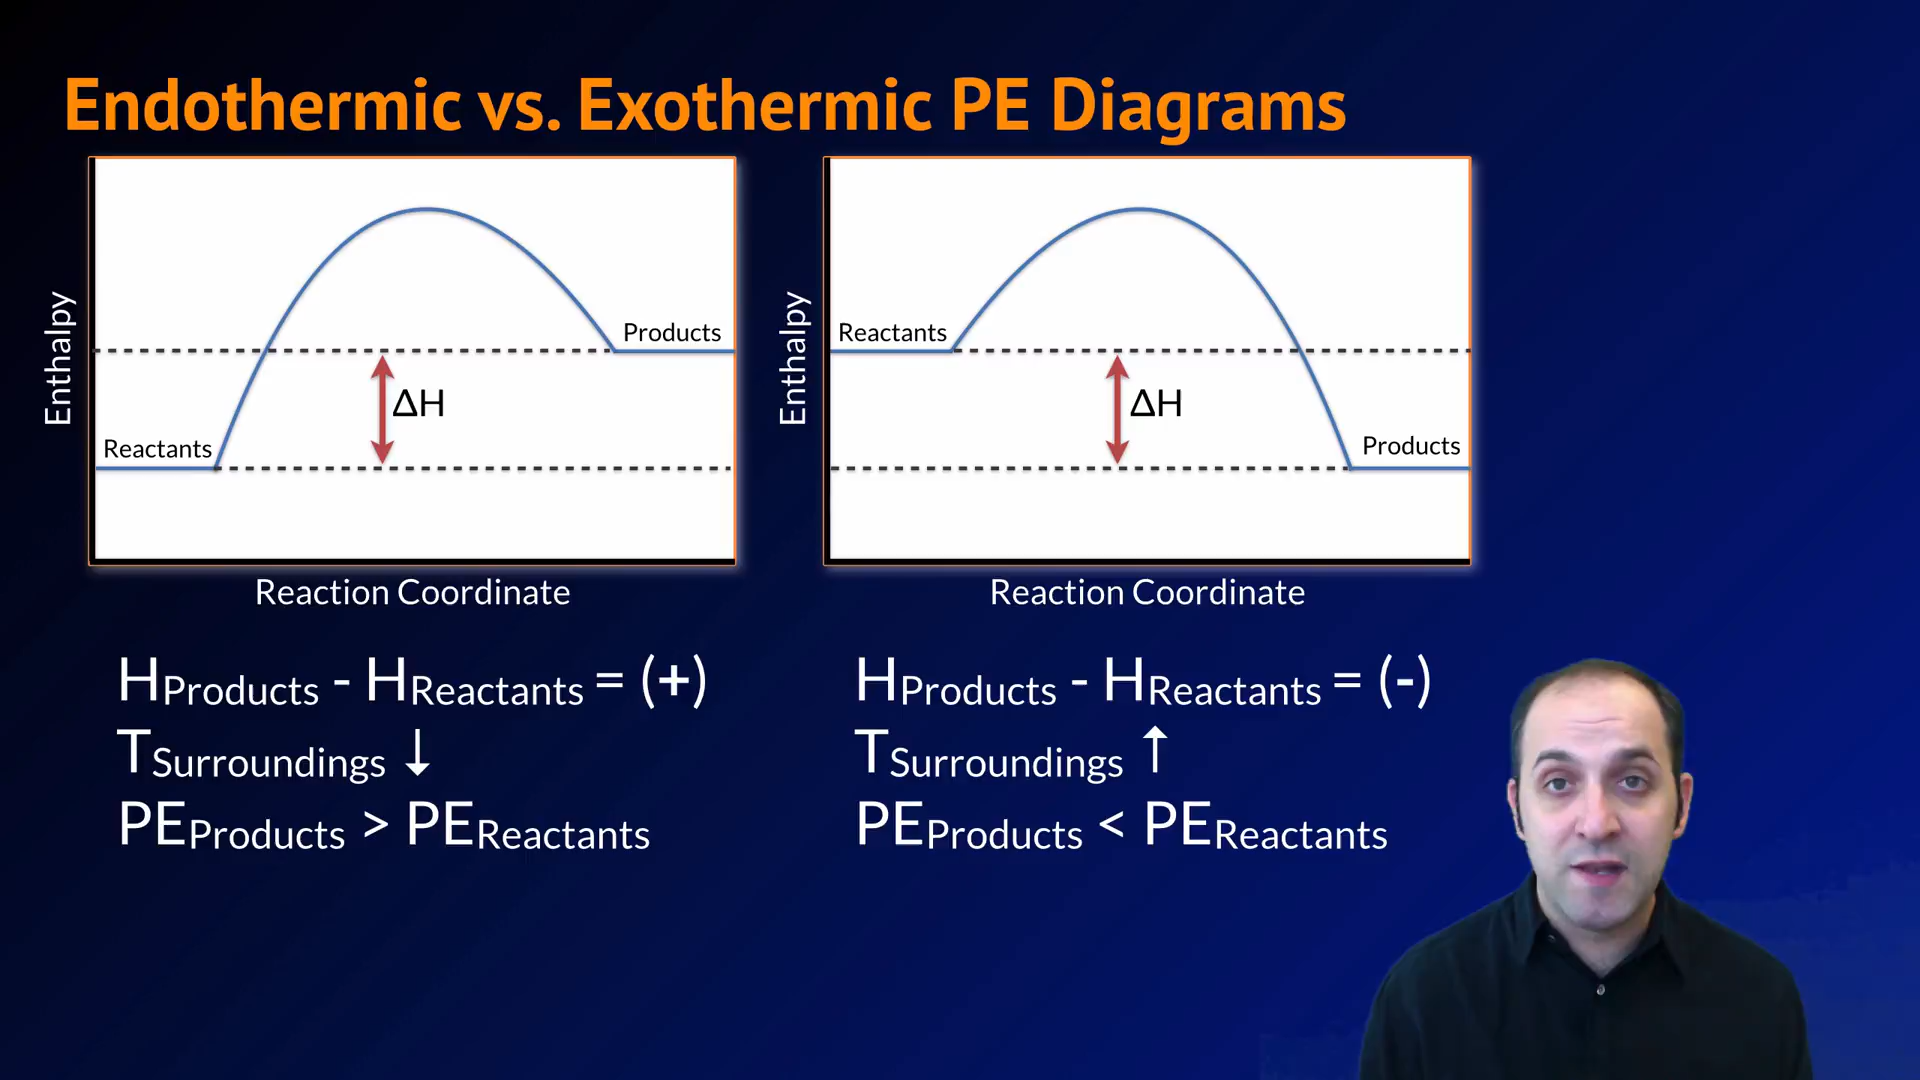 Endothermic vs. Exothermic PE Diagrams
Enthalpy
Products
ΔH
Reactants
Reaction Coordinate
Enthalpy
Reactants
ΔH
Products
Reaction Coordinate
HProducts - HReactants = (+)
TSurroundings ↓
PEProducts > PEReactants
HProducts - HReactants = (-)
TSurroundings ↑
PEProducts < PEReactants